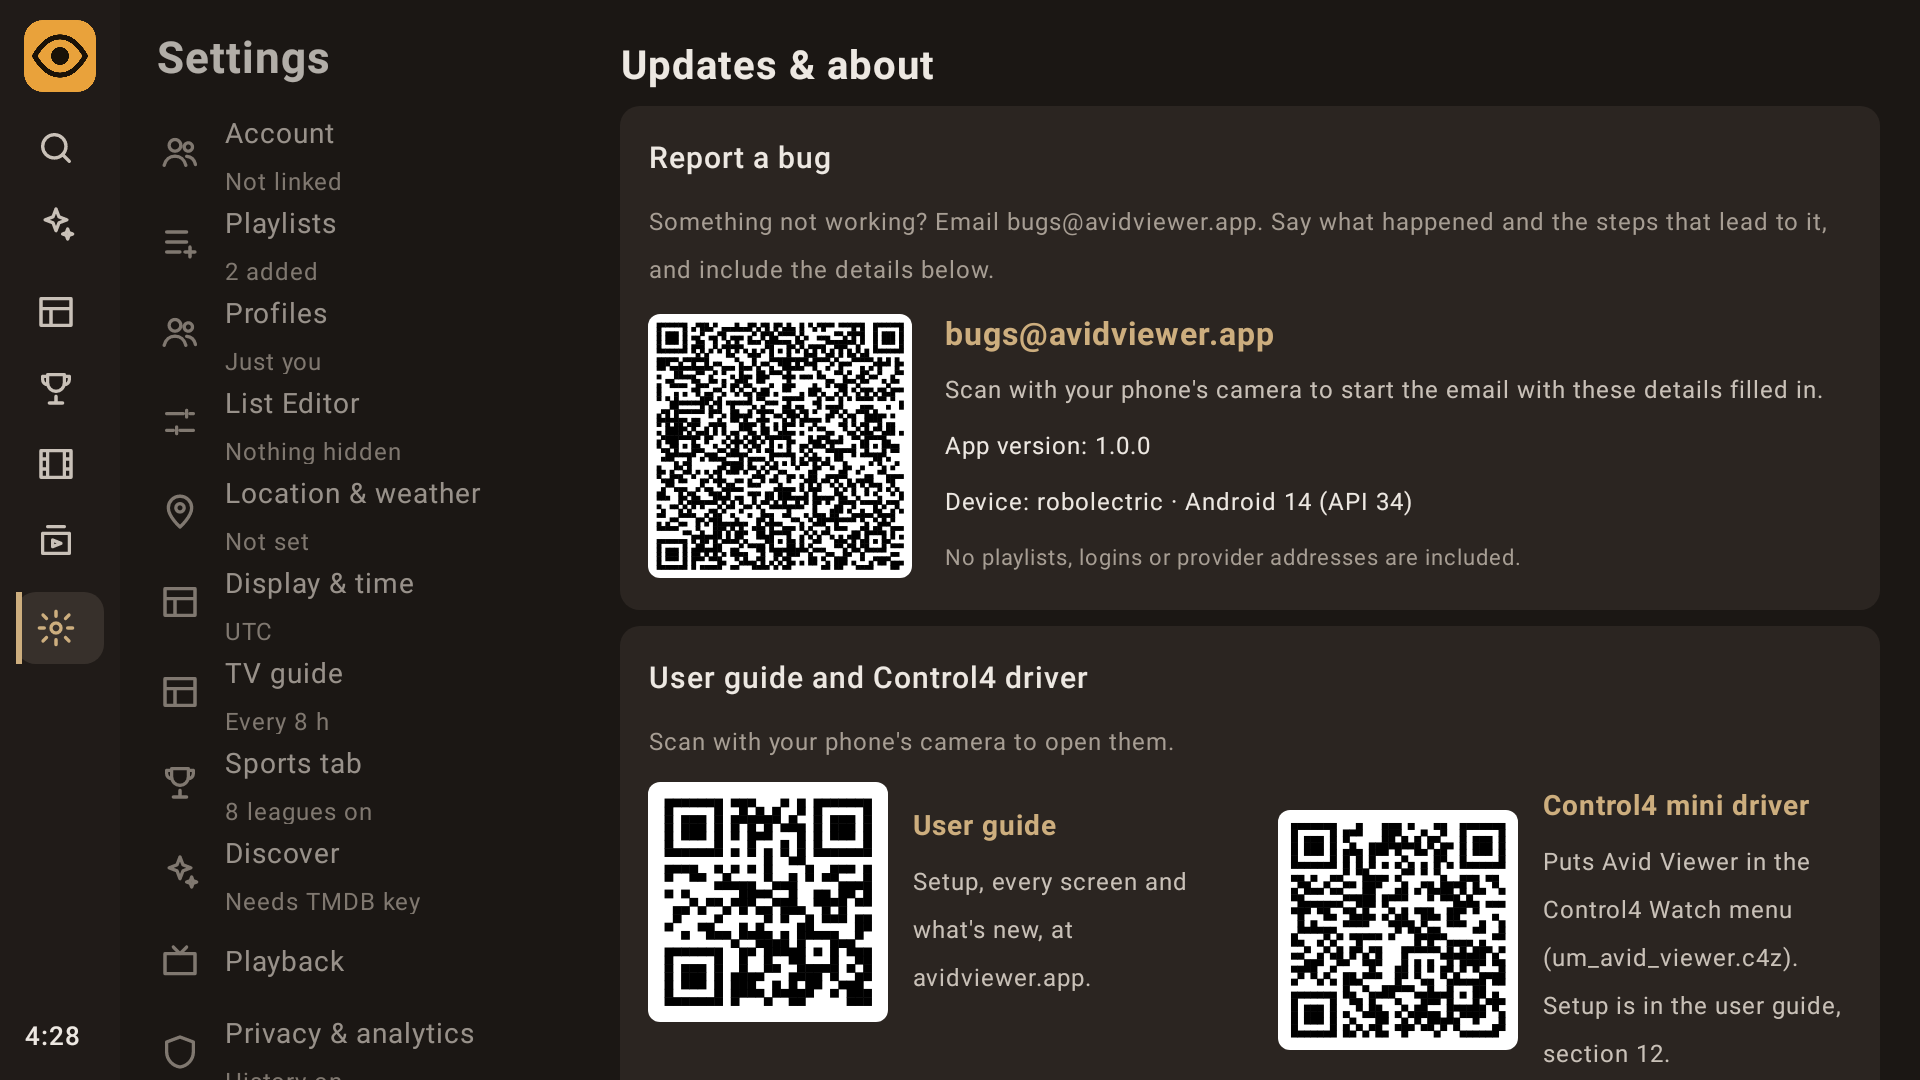 Settings
Account
Not linked
Playlists
2 added
Profiles
Just you
List Editor
Nothing hidden
Location & weather
Not set
Display & time
UTC
TV guide
Every 8 h
Sports tab
8 leagues on
Discover
Needs TMDB key
Playback
Privacy & analytics
History on
4:28
Updates & about
Report a bug
Something not working? Email bugs@avidviewer.app. Say what happened and the steps that lead to it,
and include the details below.
bugs@avidviewer.app
Scan with your phone's camera to start the email with these details filled in.
App version: 1.0.0
Device: robolectric · Android 14 (API 34)
No playlists, logins or provider addresses are included.
User guide and Control4 driver
Scan with your phone's camera to open them.
User guide
Setup, every screen and
what's new, at
avidviewer.app.
Control4 mini driver
Puts Avid Viewer in the
Control4 Watch menu
(um_avid_viewer.c4z).
Setup is in the user guide,
section 12.